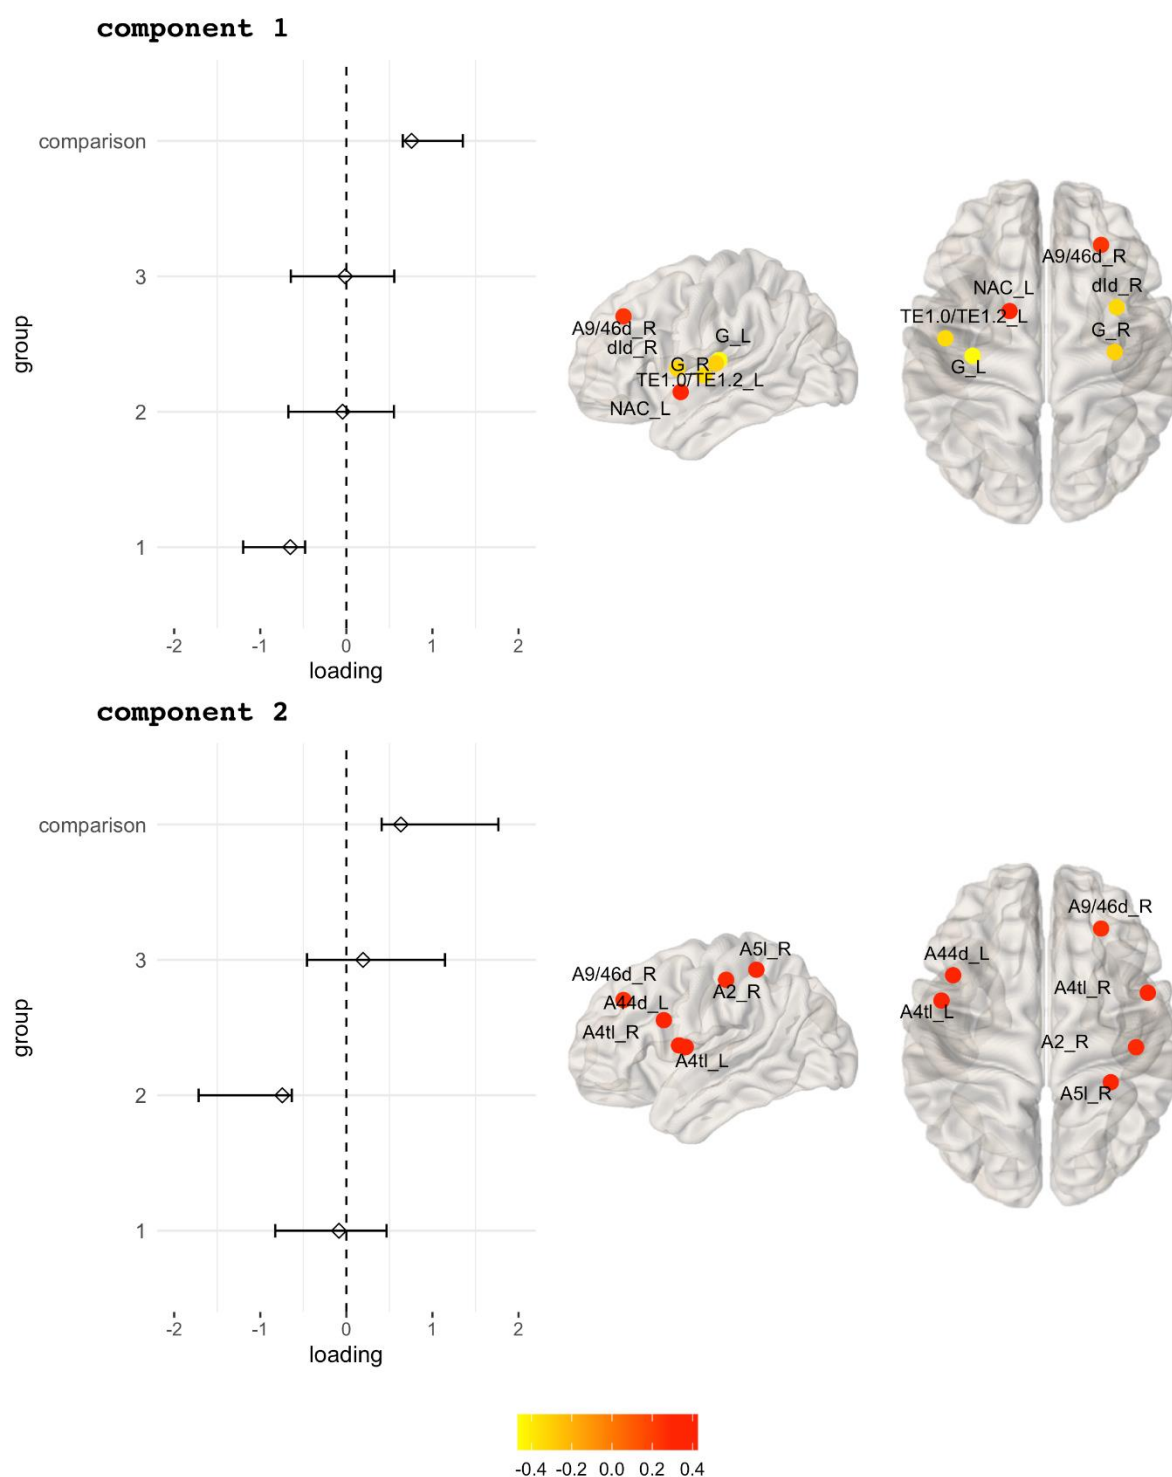 component 1
group
comparison
3
2
1
-2 -1 0 1 2
loading
A9/46d_R
dId_R
G_L
G_R
TE1.0/TE1.2_L
NAC_L
A9/46d_R
dId_R
NAC_L
TE1.0/TE1.2_L
G_R
G_L
component 2
group
comparison
3
2
1
-2 -1 0 1 2
loading
A5l_R
A9/46d_R
A2_R
A44d_L
A4tl_R
A4tl_L
A9/46d_R
A44d_L
A4tl_R
A4tl_L
A2_R
A5l_R
-0.4 -0.2 0.0 0.2 0.4